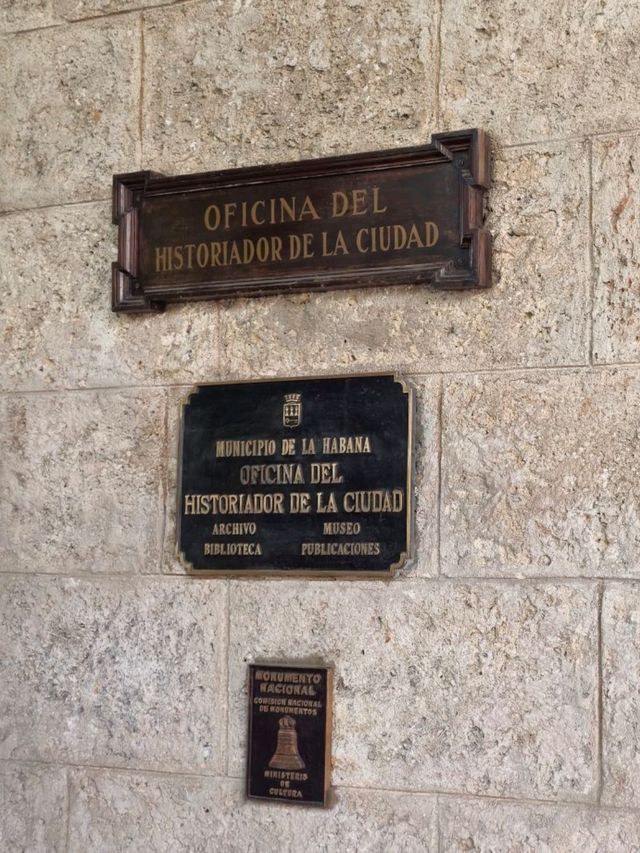 OFICINA DEL
HISTORIADOR DE LA CIUDAD
MUNICIPIO DE LA HABANA
OFICINA DEL
HISTORIADOR DE LA CIUDAD
ARCHIVO MUSEO
BIBLIOTECA PUBLICACIONES
MONUMENTO
NACIONAL
COMISION NACIONAL
DE MONUMENTOS
MINISTERIO
DE
CULTURA